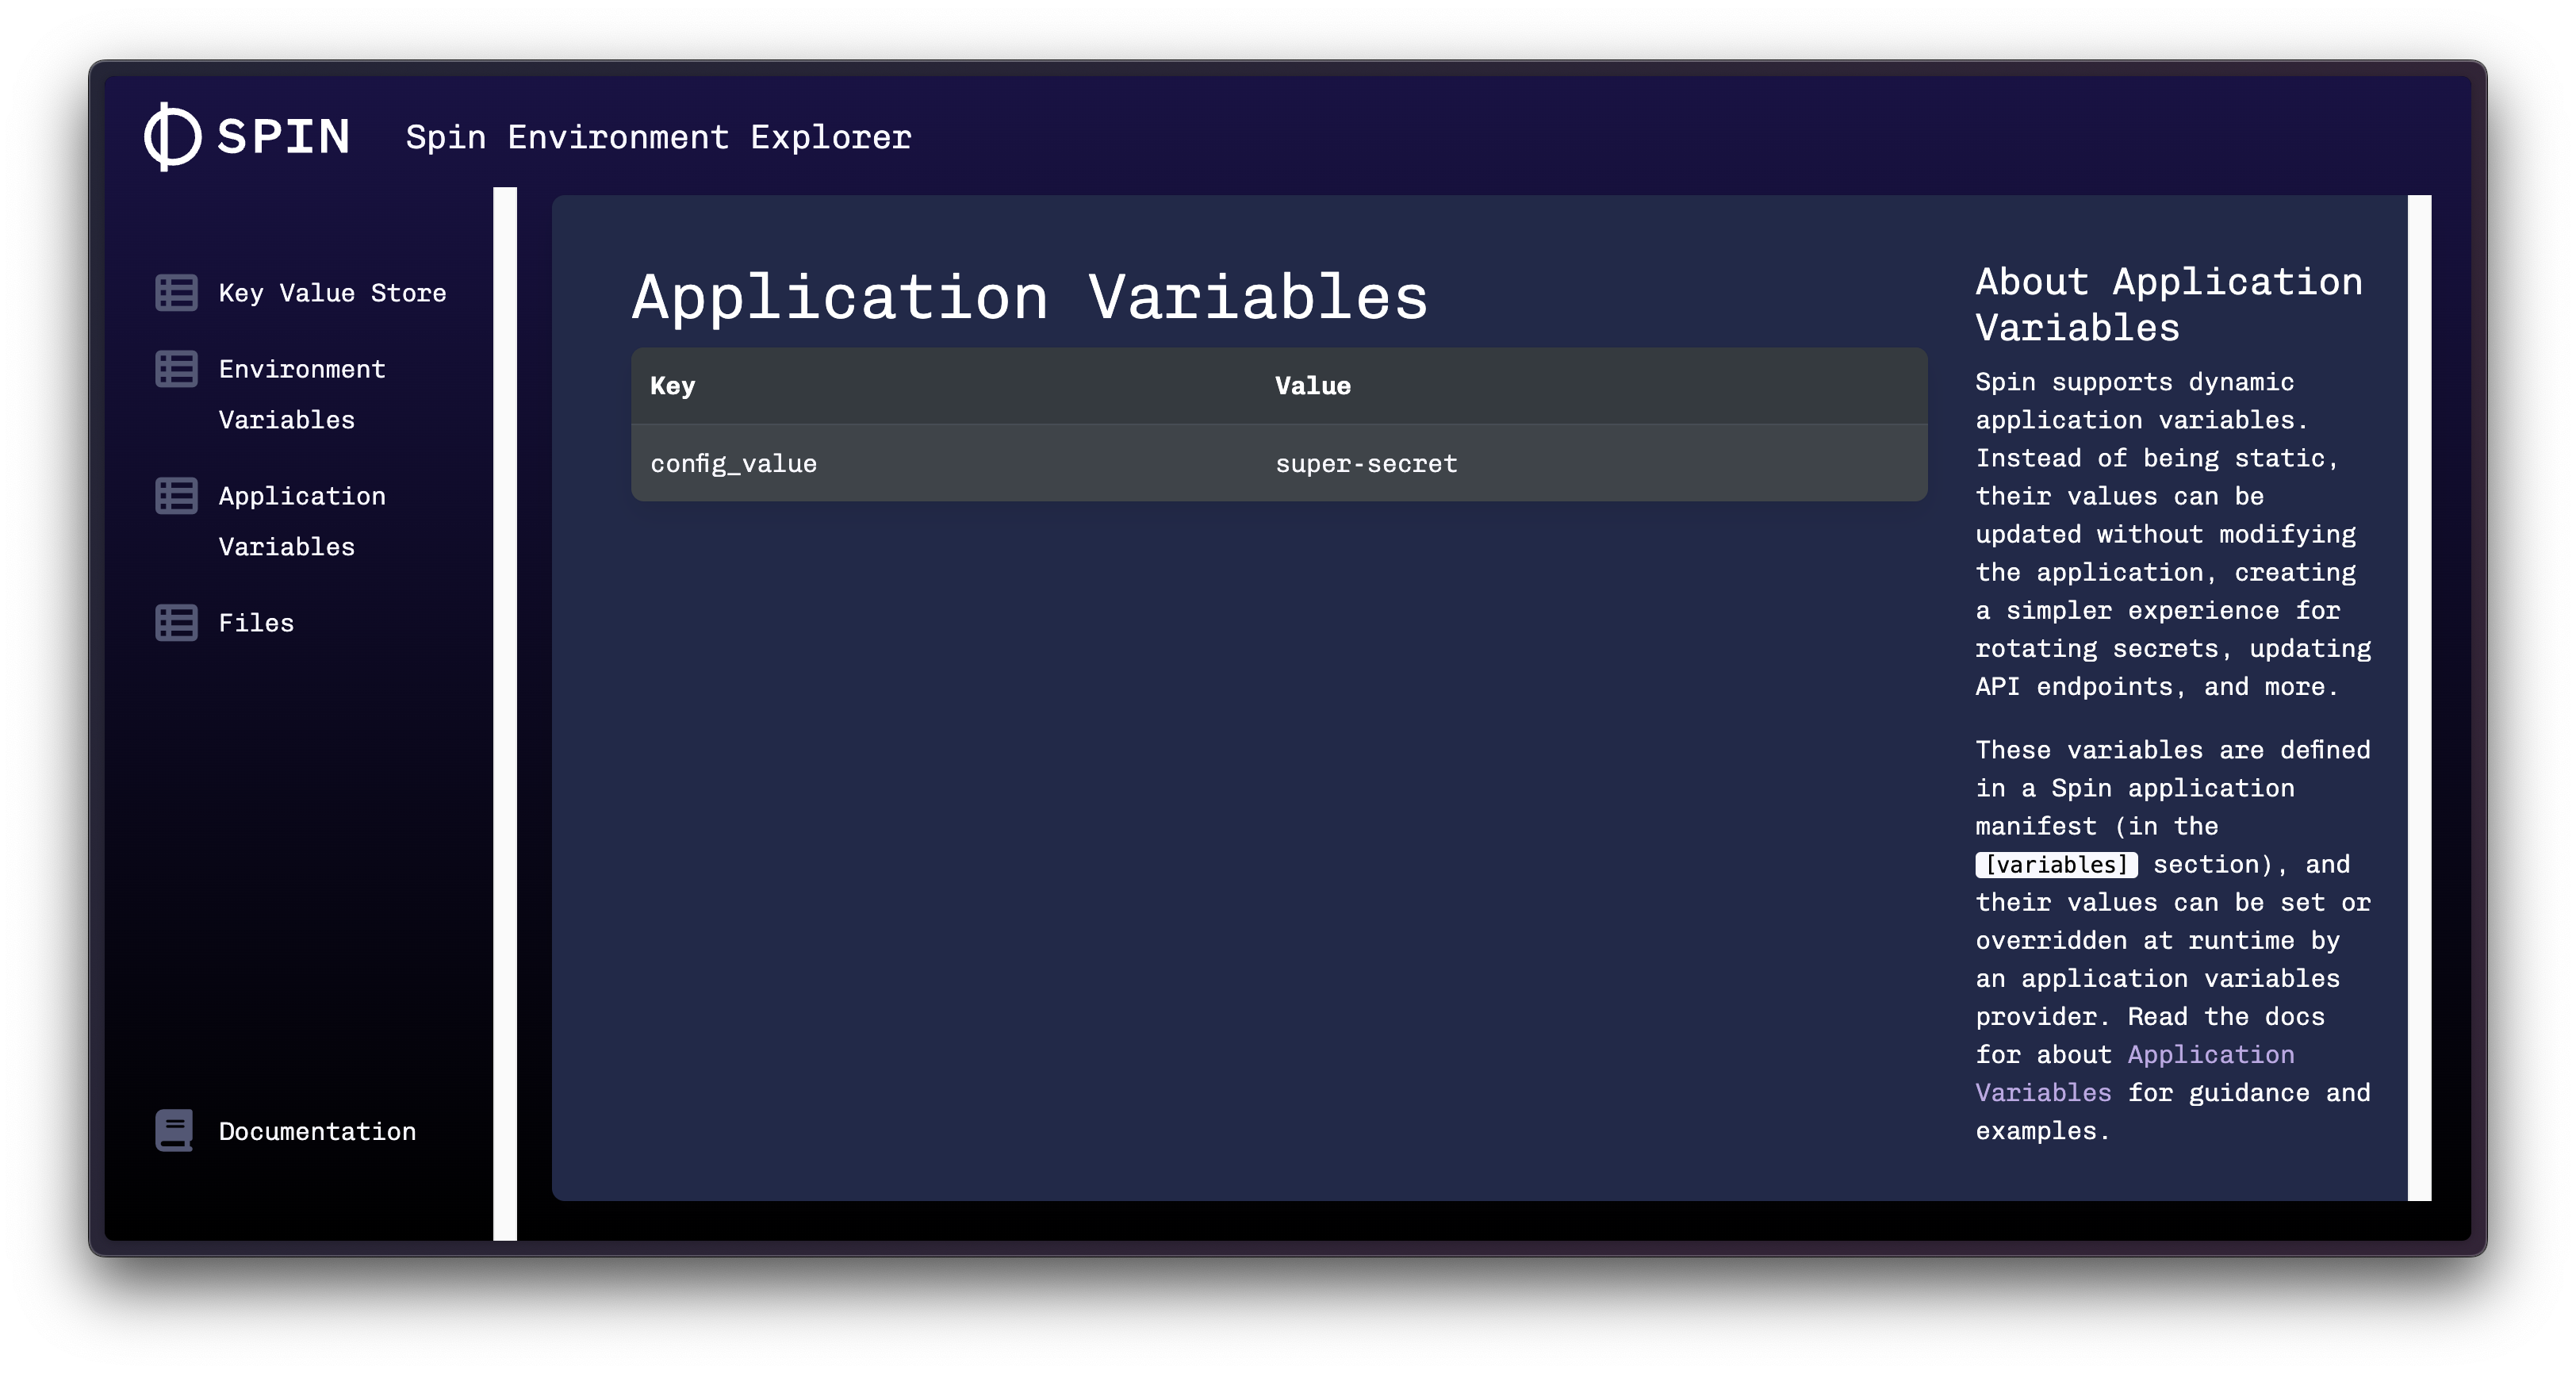 SPIN Spin Environment Explorer
Key Value Store
Environment
Variables
Application
Variables
Files
Documentation
Application Variables
Key Value
config_value super-secret
About Application
Variables
Spin supports dynamic
application variables.
Instead of being static,
their values can be
updated without modifying
the application, creating
a simpler experience for
rotating secrets, updating
API endpoints, and more.
These variables are defined
in a Spin application
manifest (in the
[variables] section), and
their values can be set or
overridden at runtime by
an application variables
provider. Read the docs
for about Application
Variables for guidance and
examples.